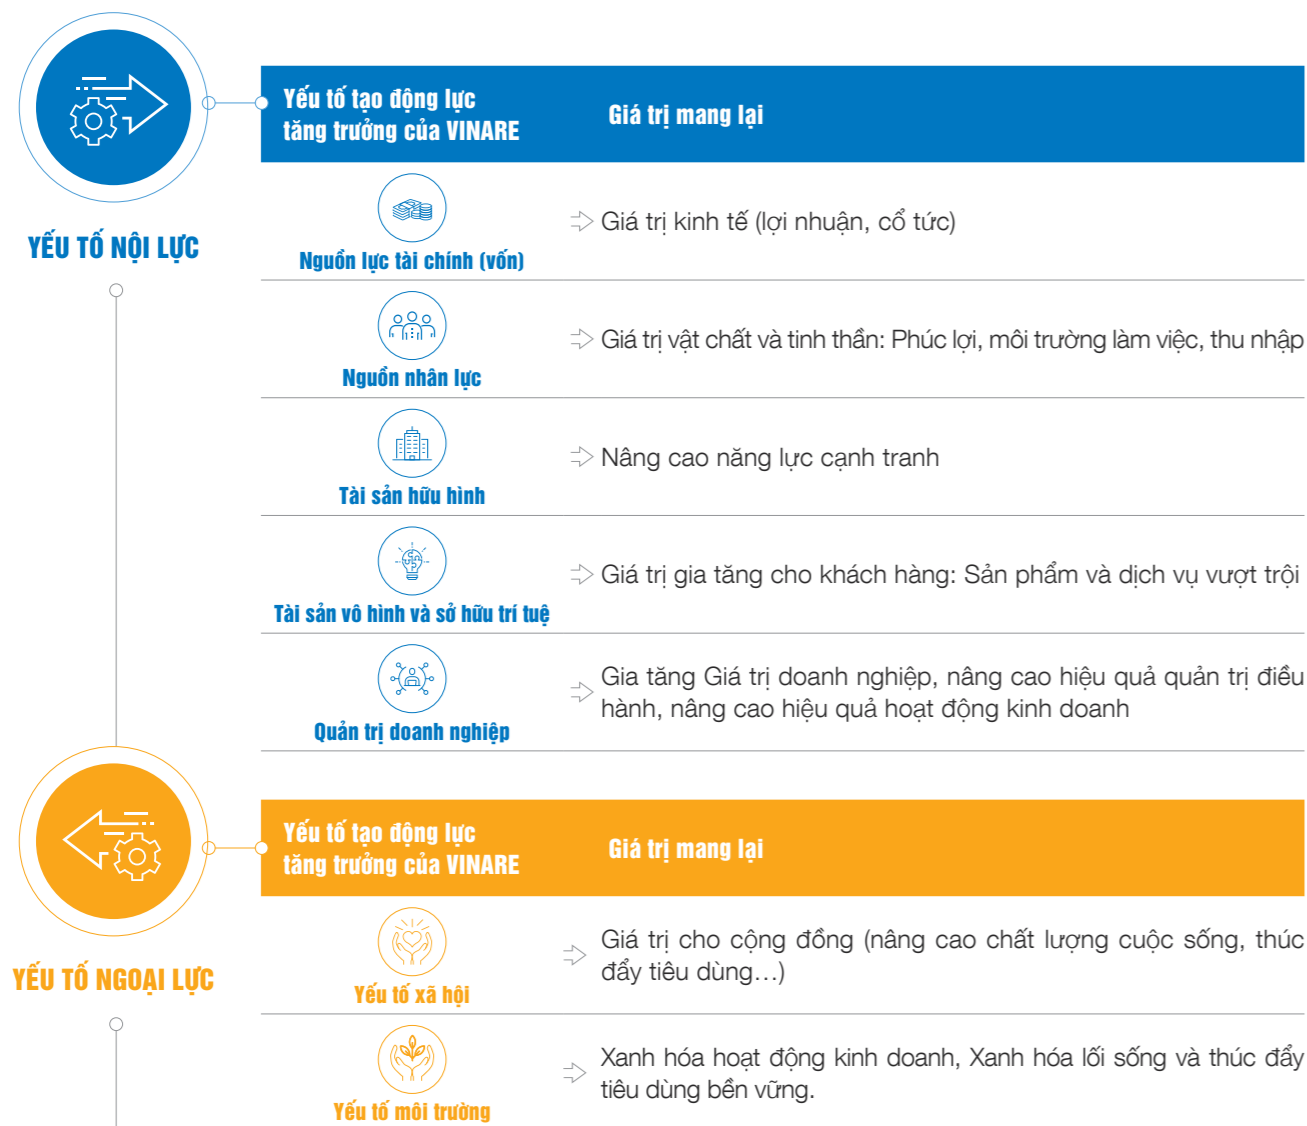 YẾU TỐ NỘI LỰC
Yếu tố tạo động lực
tăng trưởng của VINARE
Giá trị mang lại
Nguồn lực tài chính (vốn)
Giá trị kinh tế (lợi nhuận, cổ tức)
Nguồn nhân lực
Giá trị vật chất và tinh thần: Phúc lợi, môi trường làm việc, thu nhập
Tài sản hữu hình
Nâng cao năng lực cạnh tranh
Tài sản vô hình và sở hữu trí tuệ
Giá trị gia tăng cho khách hàng: Sản phẩm và dịch vụ vượt trội
Quản trị doanh nghiệp
Gia tăng Giá trị doanh nghiệp, nâng cao hiệu quả quản trị điều
hành, nâng cao hiệu quả hoạt động kinh doanh
YẾU TỐ NGOẠI LỰC
Yếu tố tạo động lực
tăng trưởng của VINARE
Giá trị mang lại
Yếu tố xã hội
Giá trị cho cộng đồng (nâng cao chất lượng cuộc sống, thúc
đẩy tiêu dùng…)
Yếu tố môi trường
Xanh hóa hoạt động kinh doanh, Xanh hóa lối sống và thúc đẩy
tiêu dùng bền vững.